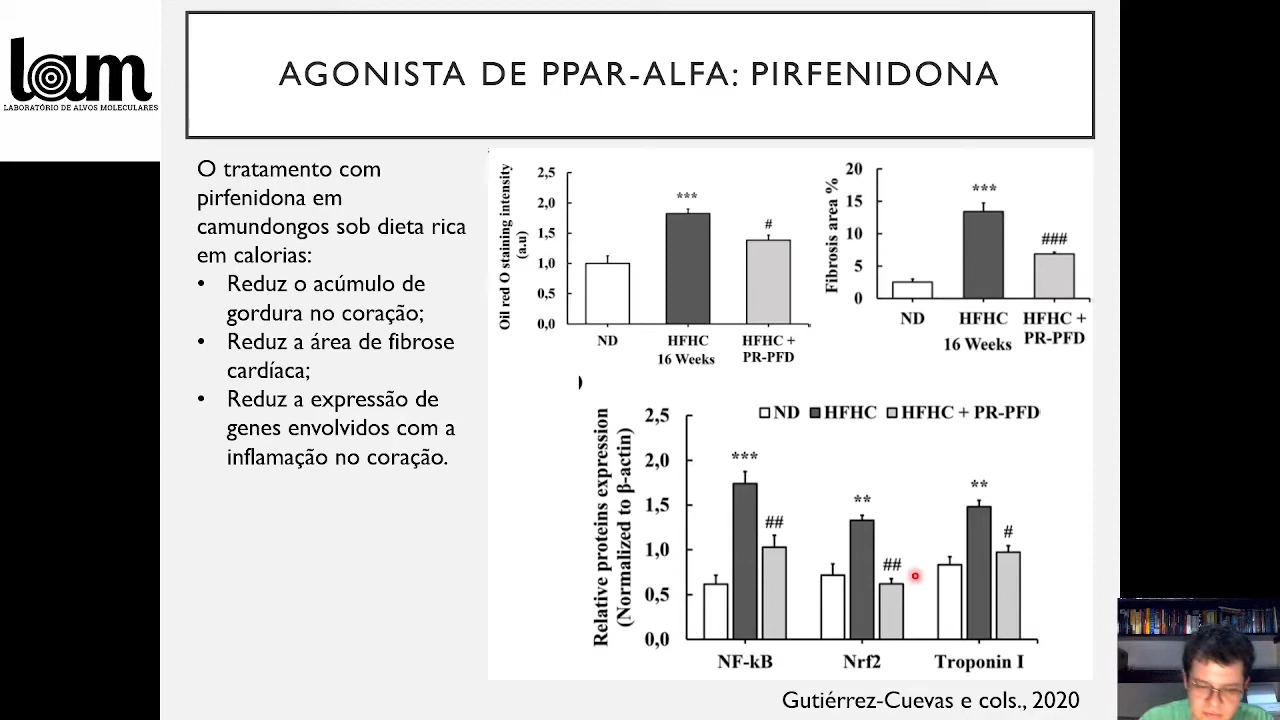 lam
LABORATÓRIO DE ALVOS MOLECULARES
AGONISTA DE PPAR-ALFA: PIRFENIDONA
O tratamento com
pirfenidona em
camundongos sob dieta rica
em calorias:
• Reduz o acúmulo de
gordura no coração;
• Reduz a área de fibrose
cardíaca;
• Reduz a expressão de
genes envolvidos com a
inflamação no coração.
Oil red O staining intensity
(a.u)
2,5
2,0
1,5
1,0
0,5
0,0
***
#
ND
HFHC
16 Weeks
HFHC +
PR-PFD
Fibrosis area %
20
15
10
5
0
***
###
ND
HFHC
16 Weeks
HFHC +
PR-PFD
Relative proteins expression
(Normalized to β-actin)
ND HFHC HFHC + PR-PFD
2,5
2,0
1,5
1,0
0,5
0,0
***
##
**
##
**
#
NF-kB
Nrf2
Troponin I
Gutiérrez-Cuevas e cols., 2020